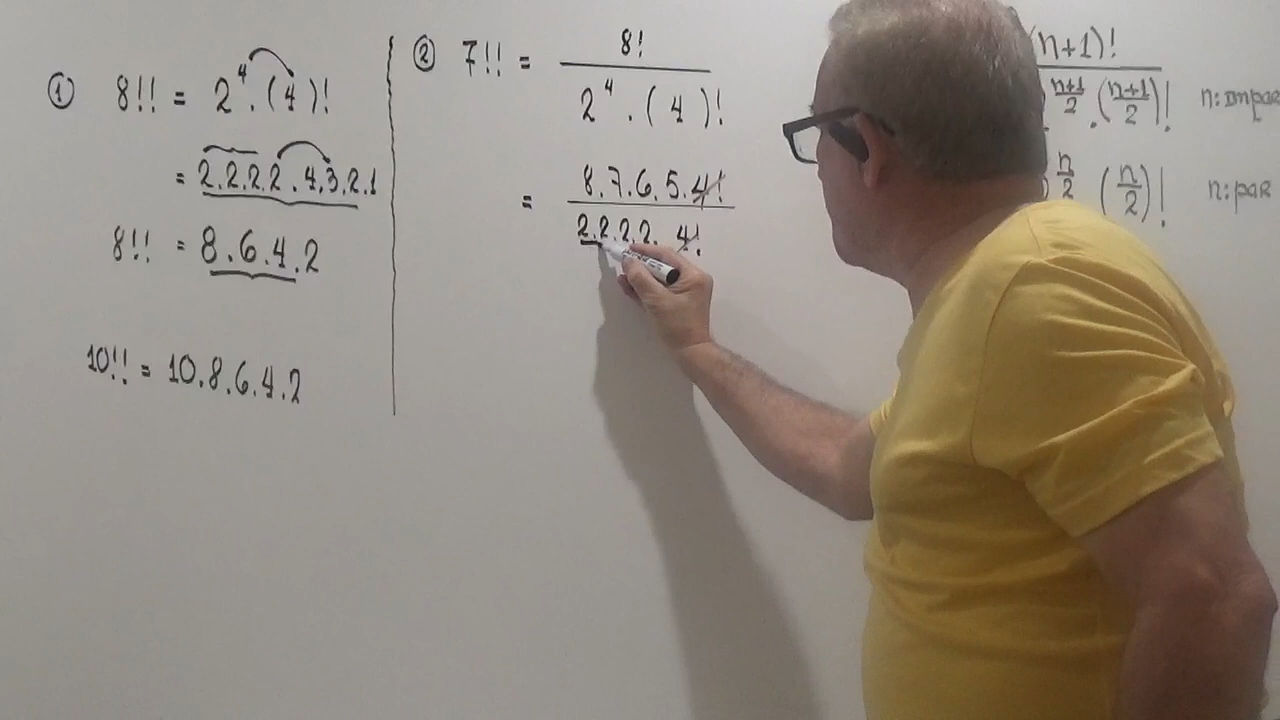 ① 8!! = 2⁴.(4)!
= 2.2.2.2.4.3.2.1
8!! = 8.6.4.2
10!! = 10.8.6.4.2
② 7!! =
8!
2⁴.(4)!
=
8.7.6.5.4!
2.2.2.2. 4!
(n+1)!
n+1/2 . (n+1/2)! n: ímpar
n/2 (n/2)! n: par